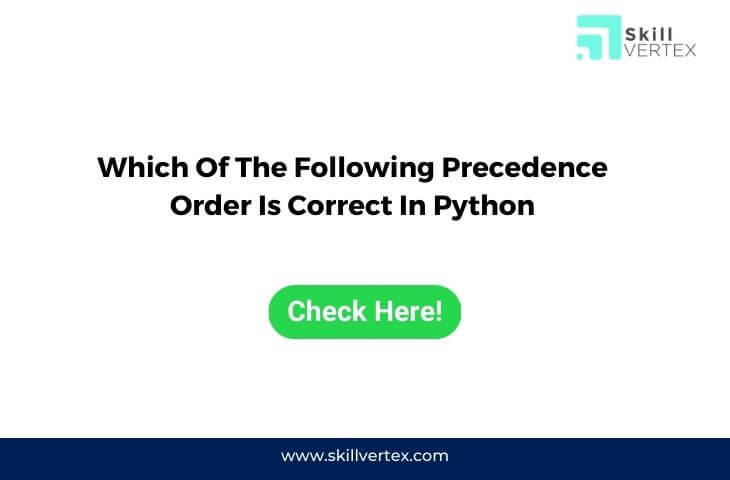 Skill
VERTEX
Which Of The Following Precedence
Order Is Correct In Python
Check Here!
www.skillvertex.com